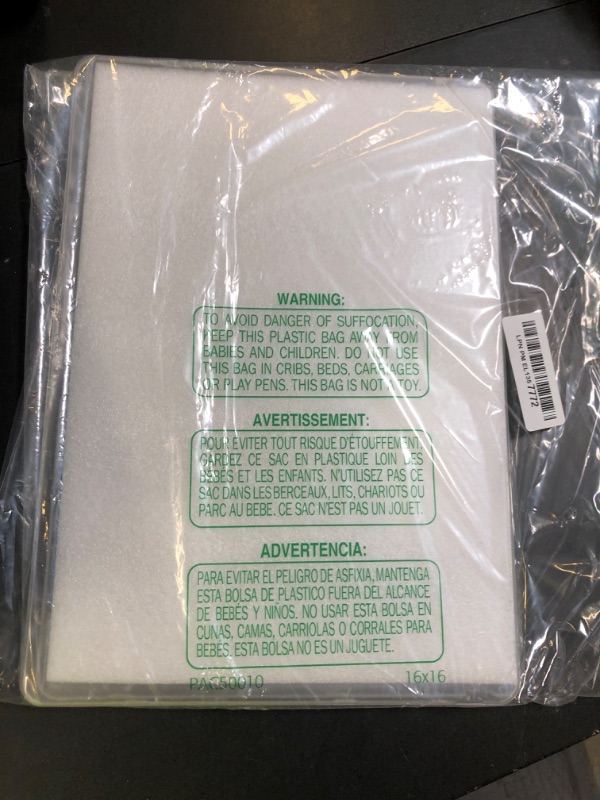 WARNING:
TO AVOID DANGER OF SUFFOCATION,
KEEP THIS PLASTIC BAG AWAY FROM
BABIES AND CHILDREN. DO NOT USE
THIS BAG IN CRIBS, BEDS, CARRIAGES
OR PLAY PENS. THIS BAG IS NOT A TOY.
AVERTISSEMENT:
POUR EVITER TOUT RISQUE D'ÉTOUFFEMENT
GARDEZ CE SAC EN PLASTIQUE LOIN DES
BÉBÉS ET LES ENFANTS. N'UTILISEZ PAS CE
SAC DANS LES BERCEAUX, LITS, CHARIOTS OU
PARC AU BEBE. CE SAC N'EST PAS UN JOUET.
ADVERTENCIA:
PARA EVITAR EL PELIGRO DE ASFIXIA, MANTENGA
ESTA BOLSA DE PLASTICO FUERA DEL ALCANCE
DE BEBÉS Y NIÑOS. NO USAR ESTA BOLSA EN
CUNAS, CAMAS, CARRIOLAS O CORRALES PARA
BEBES. ESTA BOLSA NO ES UN JUGUETE.
PAC50010 16x16
LPN PM EL135 7772